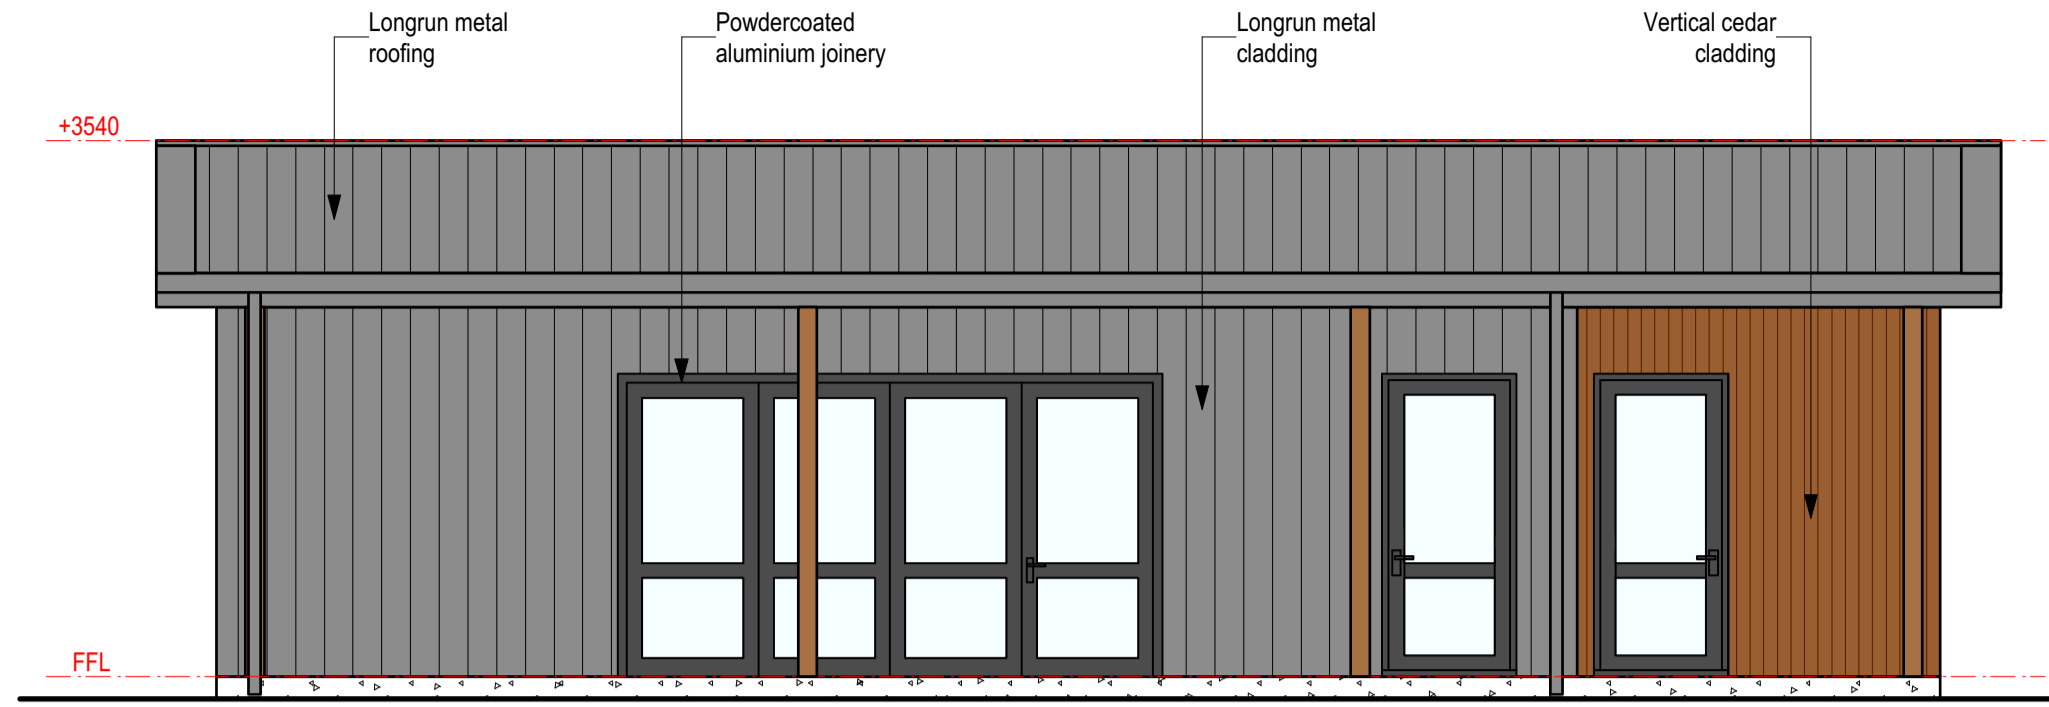 Longrun metal
roofing
Powdercoated
aluminium joinery
Longrun metal
cladding
Vertical cedar
cladding
+3540
FFL